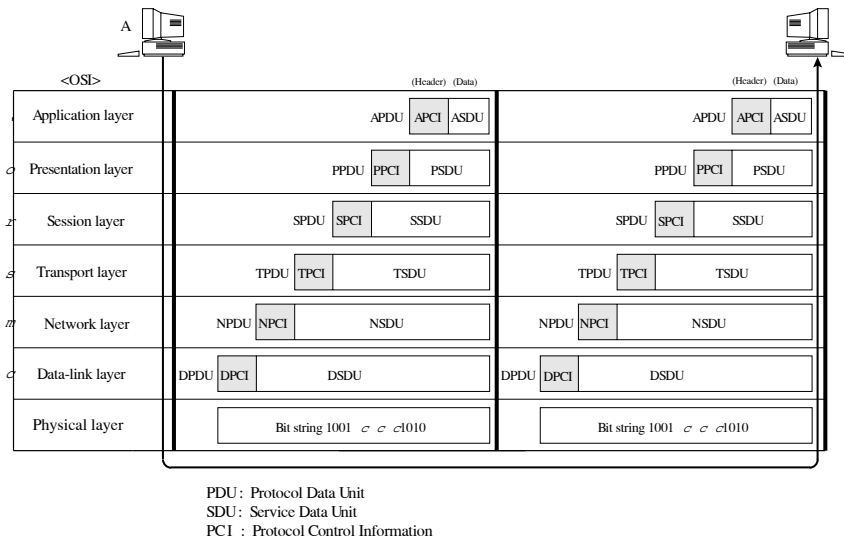 A
<OSI>
(Header) (Data)
(Header) (Data)
Application layer
APDU APCI ASDU
APDU APCI ASDU
Presentation layer
PPDU PPCI PSDU
PPDU PPCI PSDU
Session layer
SPDU SPCI SSDU
SPDU SPCI SSDU
Transport layer
TPDU TPCI TSDU
TPDU TPCI TSDU
Network layer
NPDU NPCI NSDU
NPDU NPCI NSDU
Data-link layer
DPDU DPCI DSDU
DPDU DPCI DSDU
Physical layer
Bit string 1001 c c c1010
Bit string 1001 c c c1010
PDU: Protocol Data Unit
SDU: Service Data Unit
PCI : Protocol Control Information